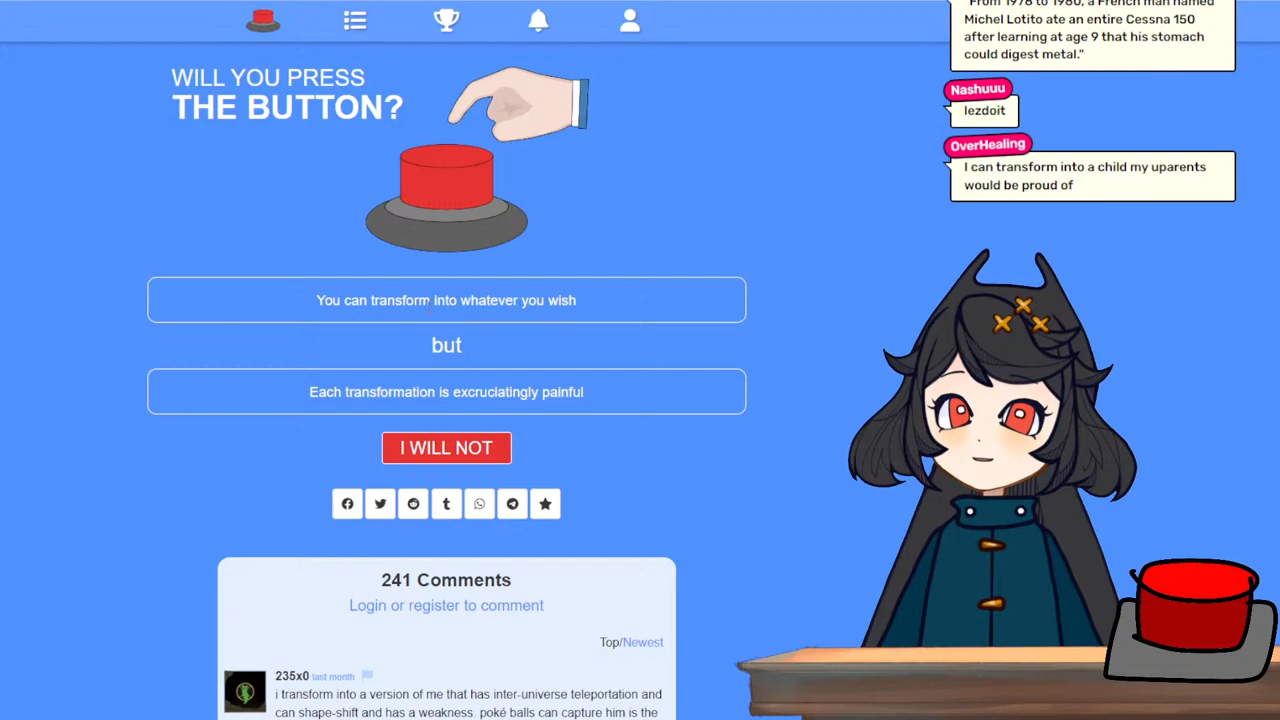 WILL YOU PRESS
THE BUTTON?
You can transform into whatever you wish
but
Each transformation is excruciatingly painful
I WILL NOT
241 Comments
Login or register to comment
Top/Newest
235x0 last month
i transform into a version of me that has inter-universe teleportation and
can shape-shift and has a weakness. poké balls can capture him is the
"From 1978 to 1980, a French man named
Michel Lotito ate an entire Cessna 150
after learning at age 9 that his stomach
could digest metal."
Nashuuu
lezdoit
OverHealing
I can transform into a child my uparents
would be proud of